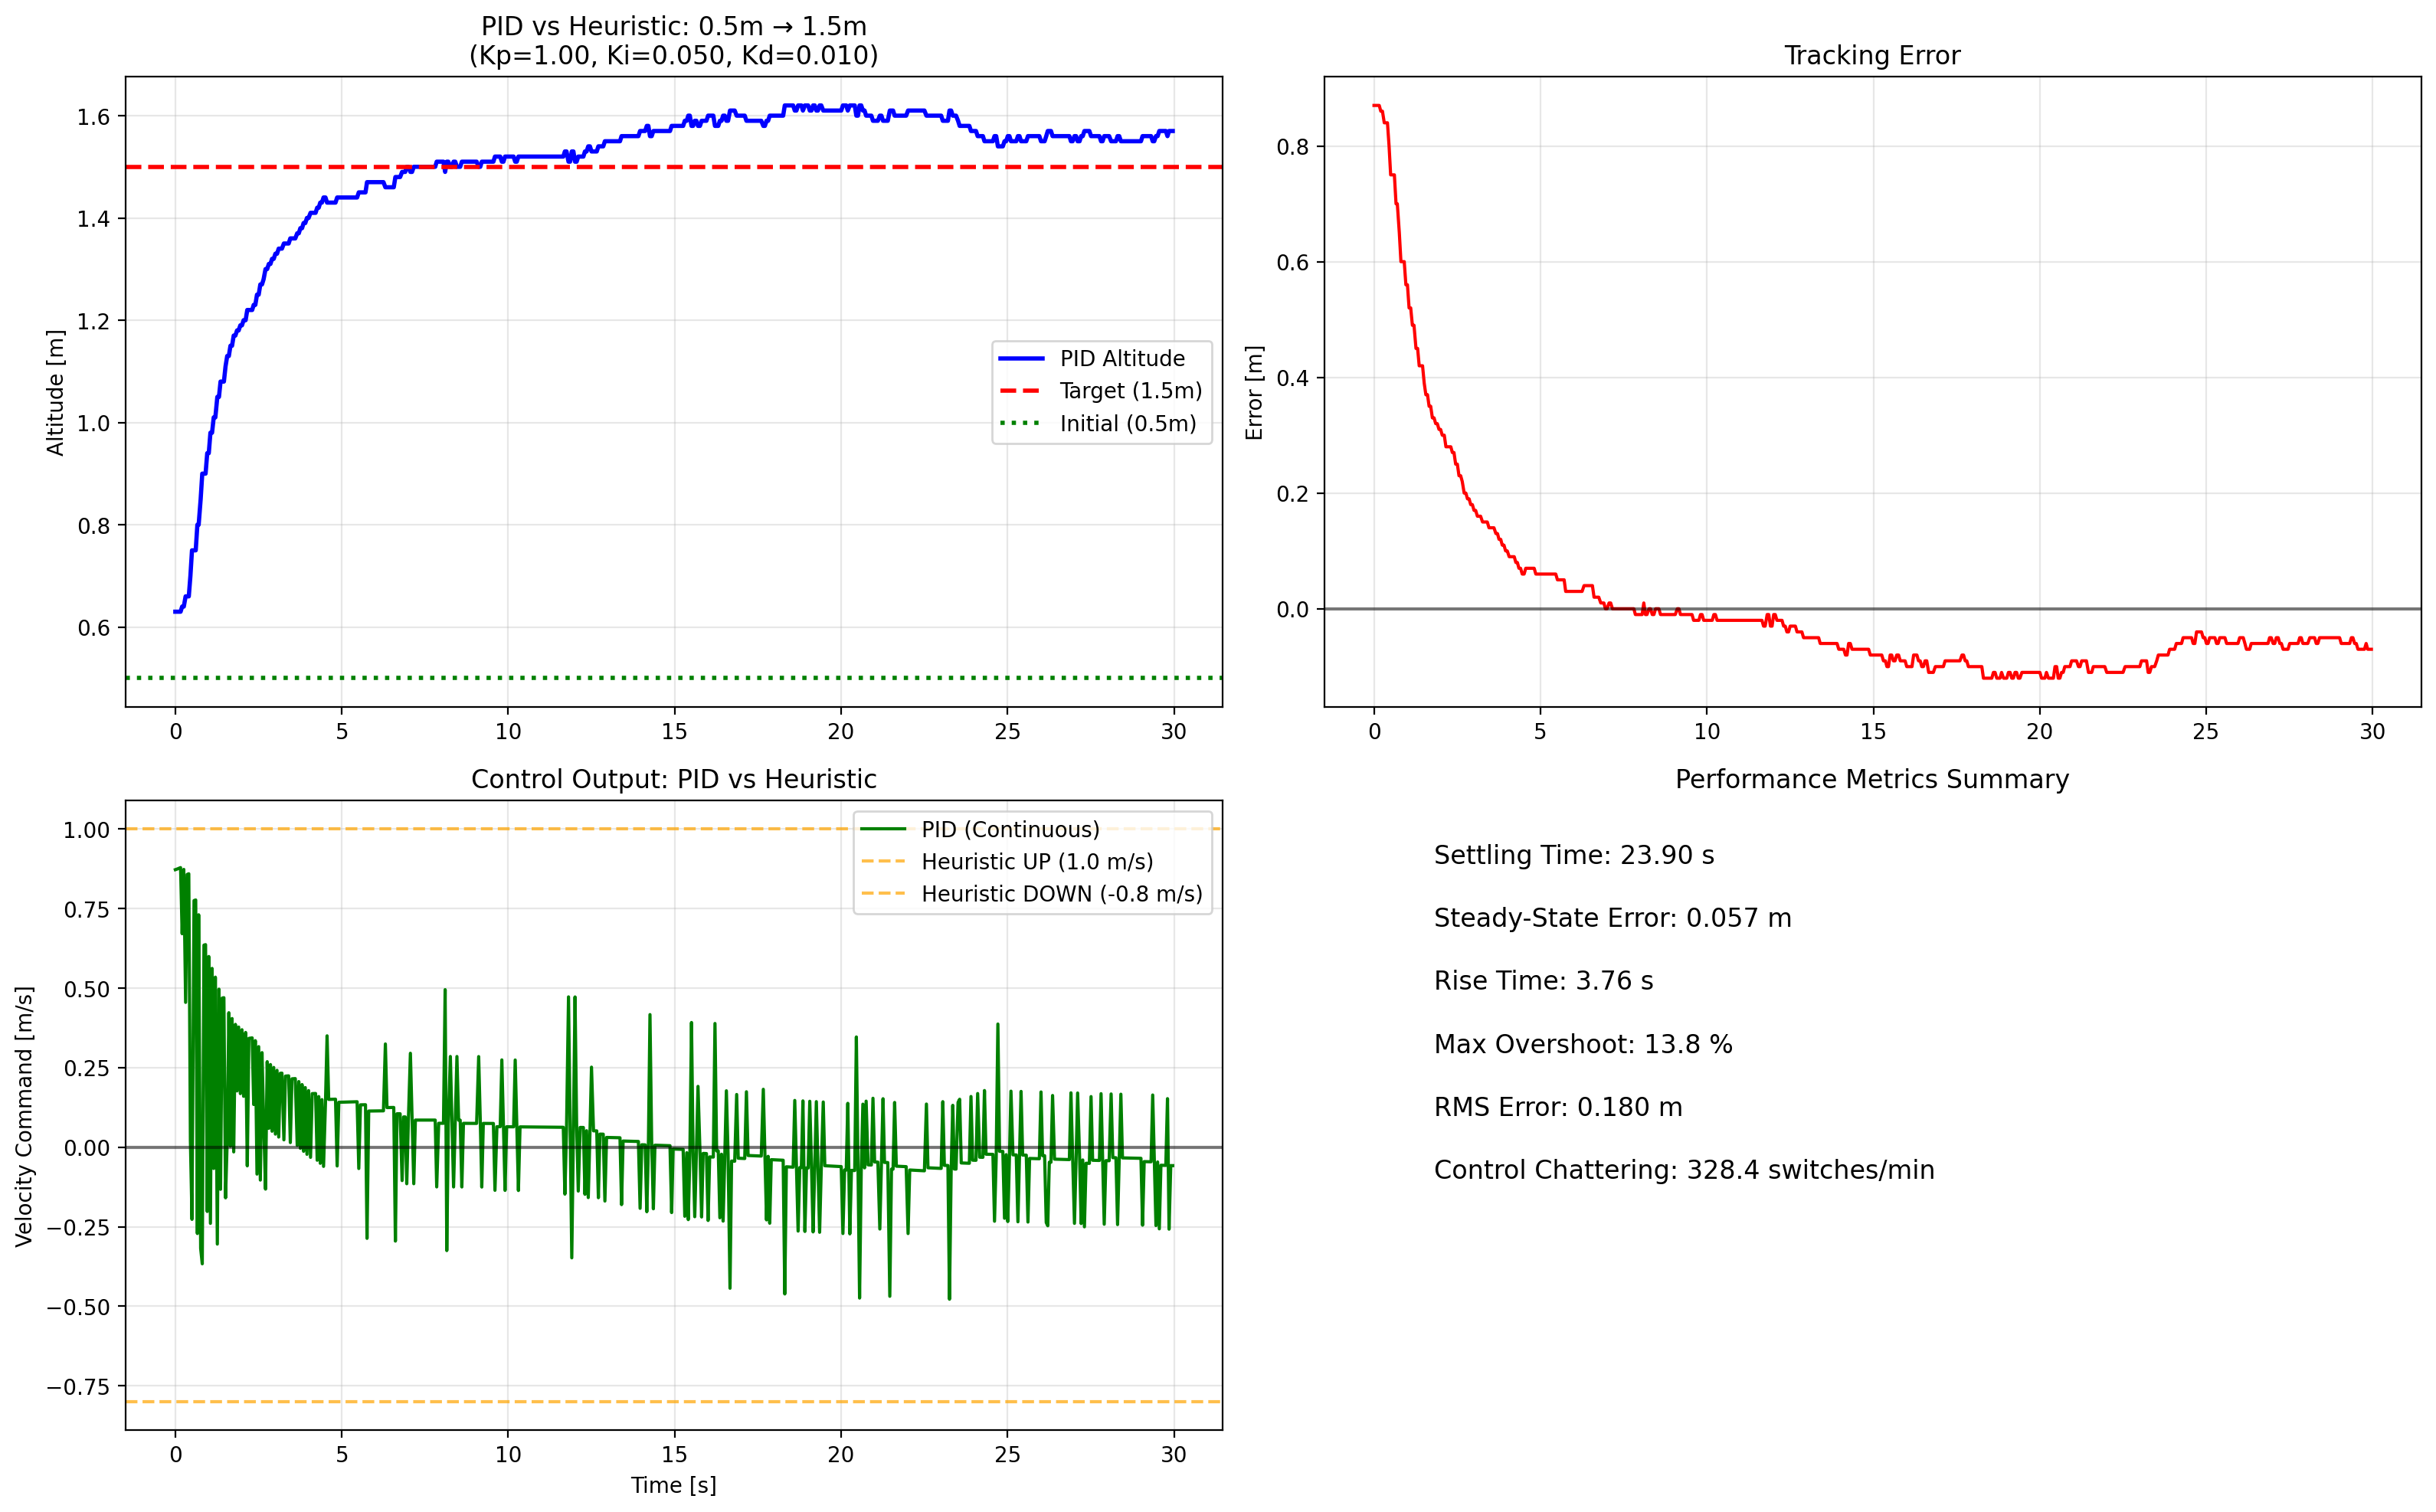 PID vs Heuristic: 0.5m → 1.5m
(Kp=1.00, Ki=0.050, Kd=0.010)
1.6
1.4
1.2
1.0
0.8
0.6
Altitude [m]
PID Altitude
Target (1.5m)
Initial (0.5m)
0 5 10 15 20 25 30
Tracking Error
0.8
0.6
0.4
0.2
0.0
Error [m]
0 5 10 15 20 25 30
Control Output: PID vs Heuristic
1.00
0.75
0.50
0.25
0.00
−0.25
−0.50
−0.75
Velocity Command [m/s]
PID (Continuous)
Heuristic UP (1.0 m/s)
Heuristic DOWN (-0.8 m/s)
0 5 10 15 20 25 30
Time [s]
Performance Metrics Summary
Settling Time: 23.90 s
Steady-State Error: 0.057 m
Rise Time: 3.76 s
Max Overshoot: 13.8 %
RMS Error: 0.180 m
Control Chattering: 328.4 switches/min